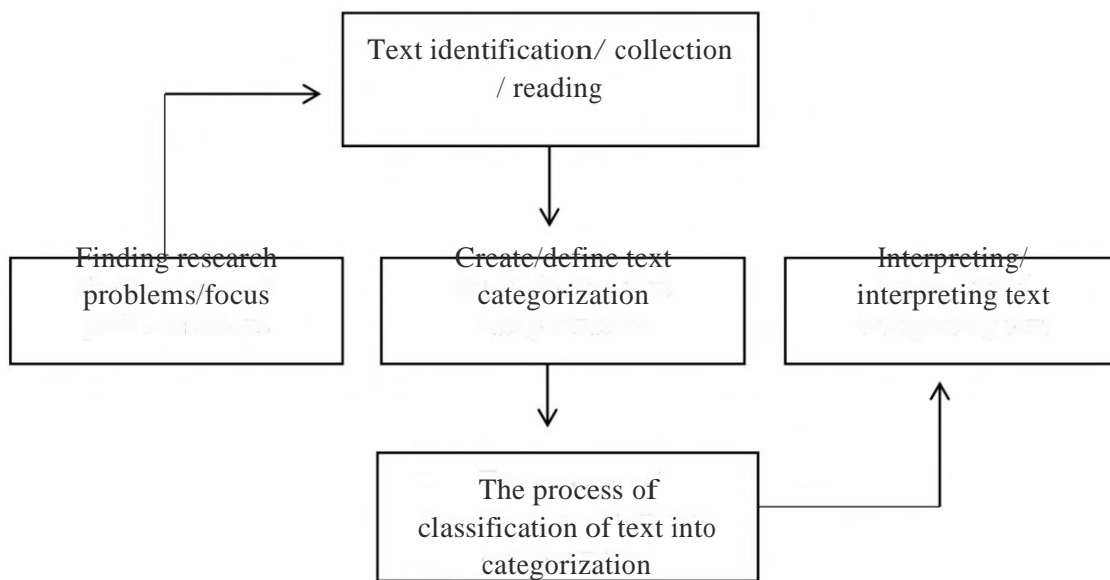 Text identification/ collection
/ reading
Finding research
problems/focus
Create/define text
categorization
Interpreting/
interpreting text
The process of
classification of text into
categorization